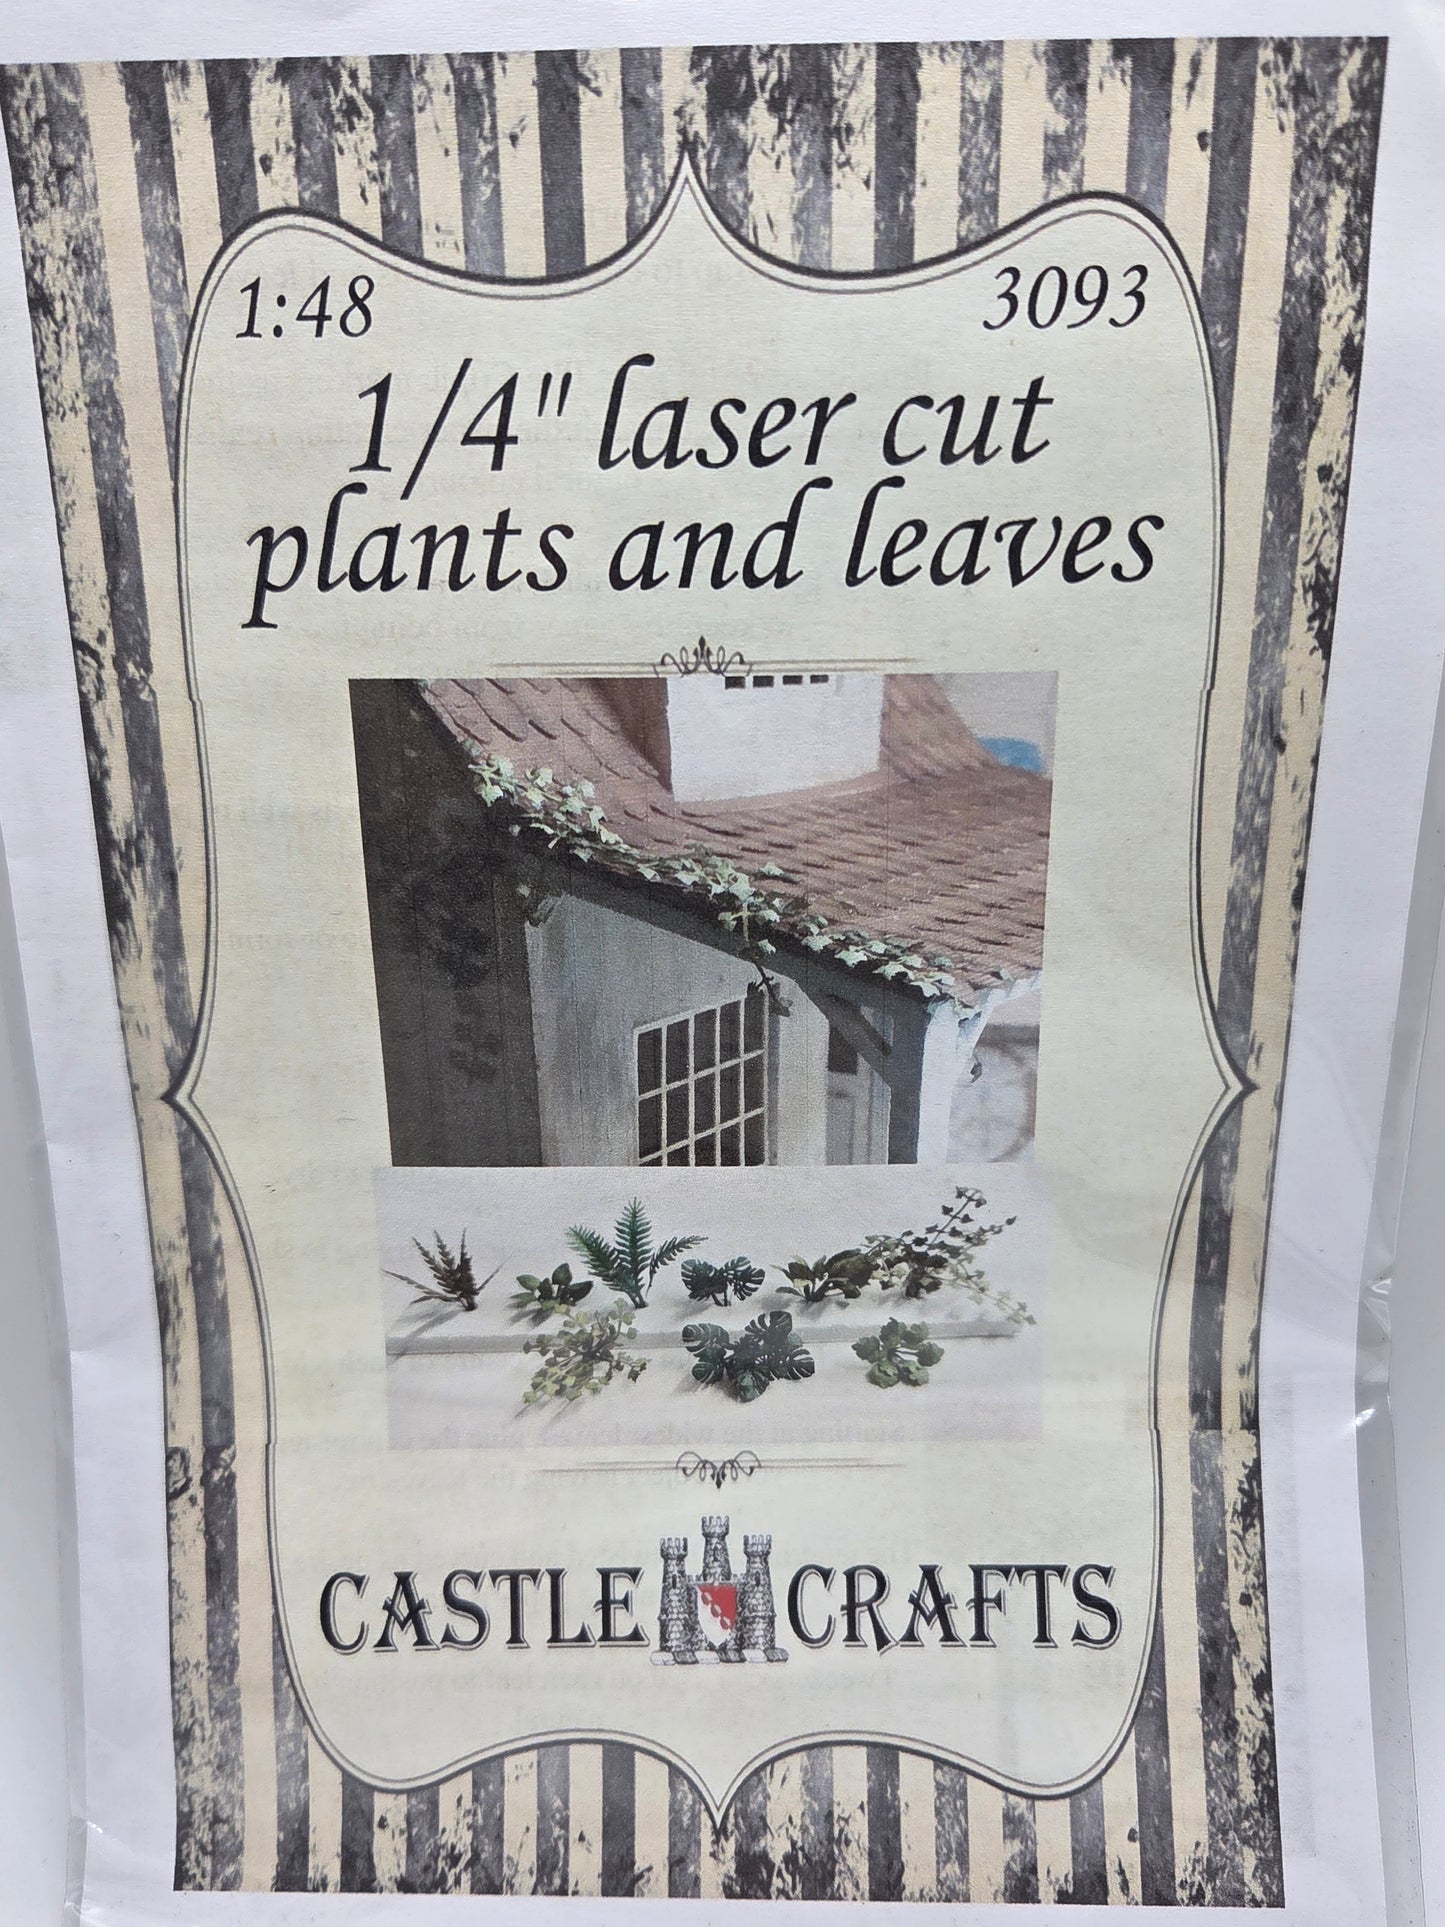 1:48
3093
1/4" laser cut
plants and leaves
CASTLE CRAFTS